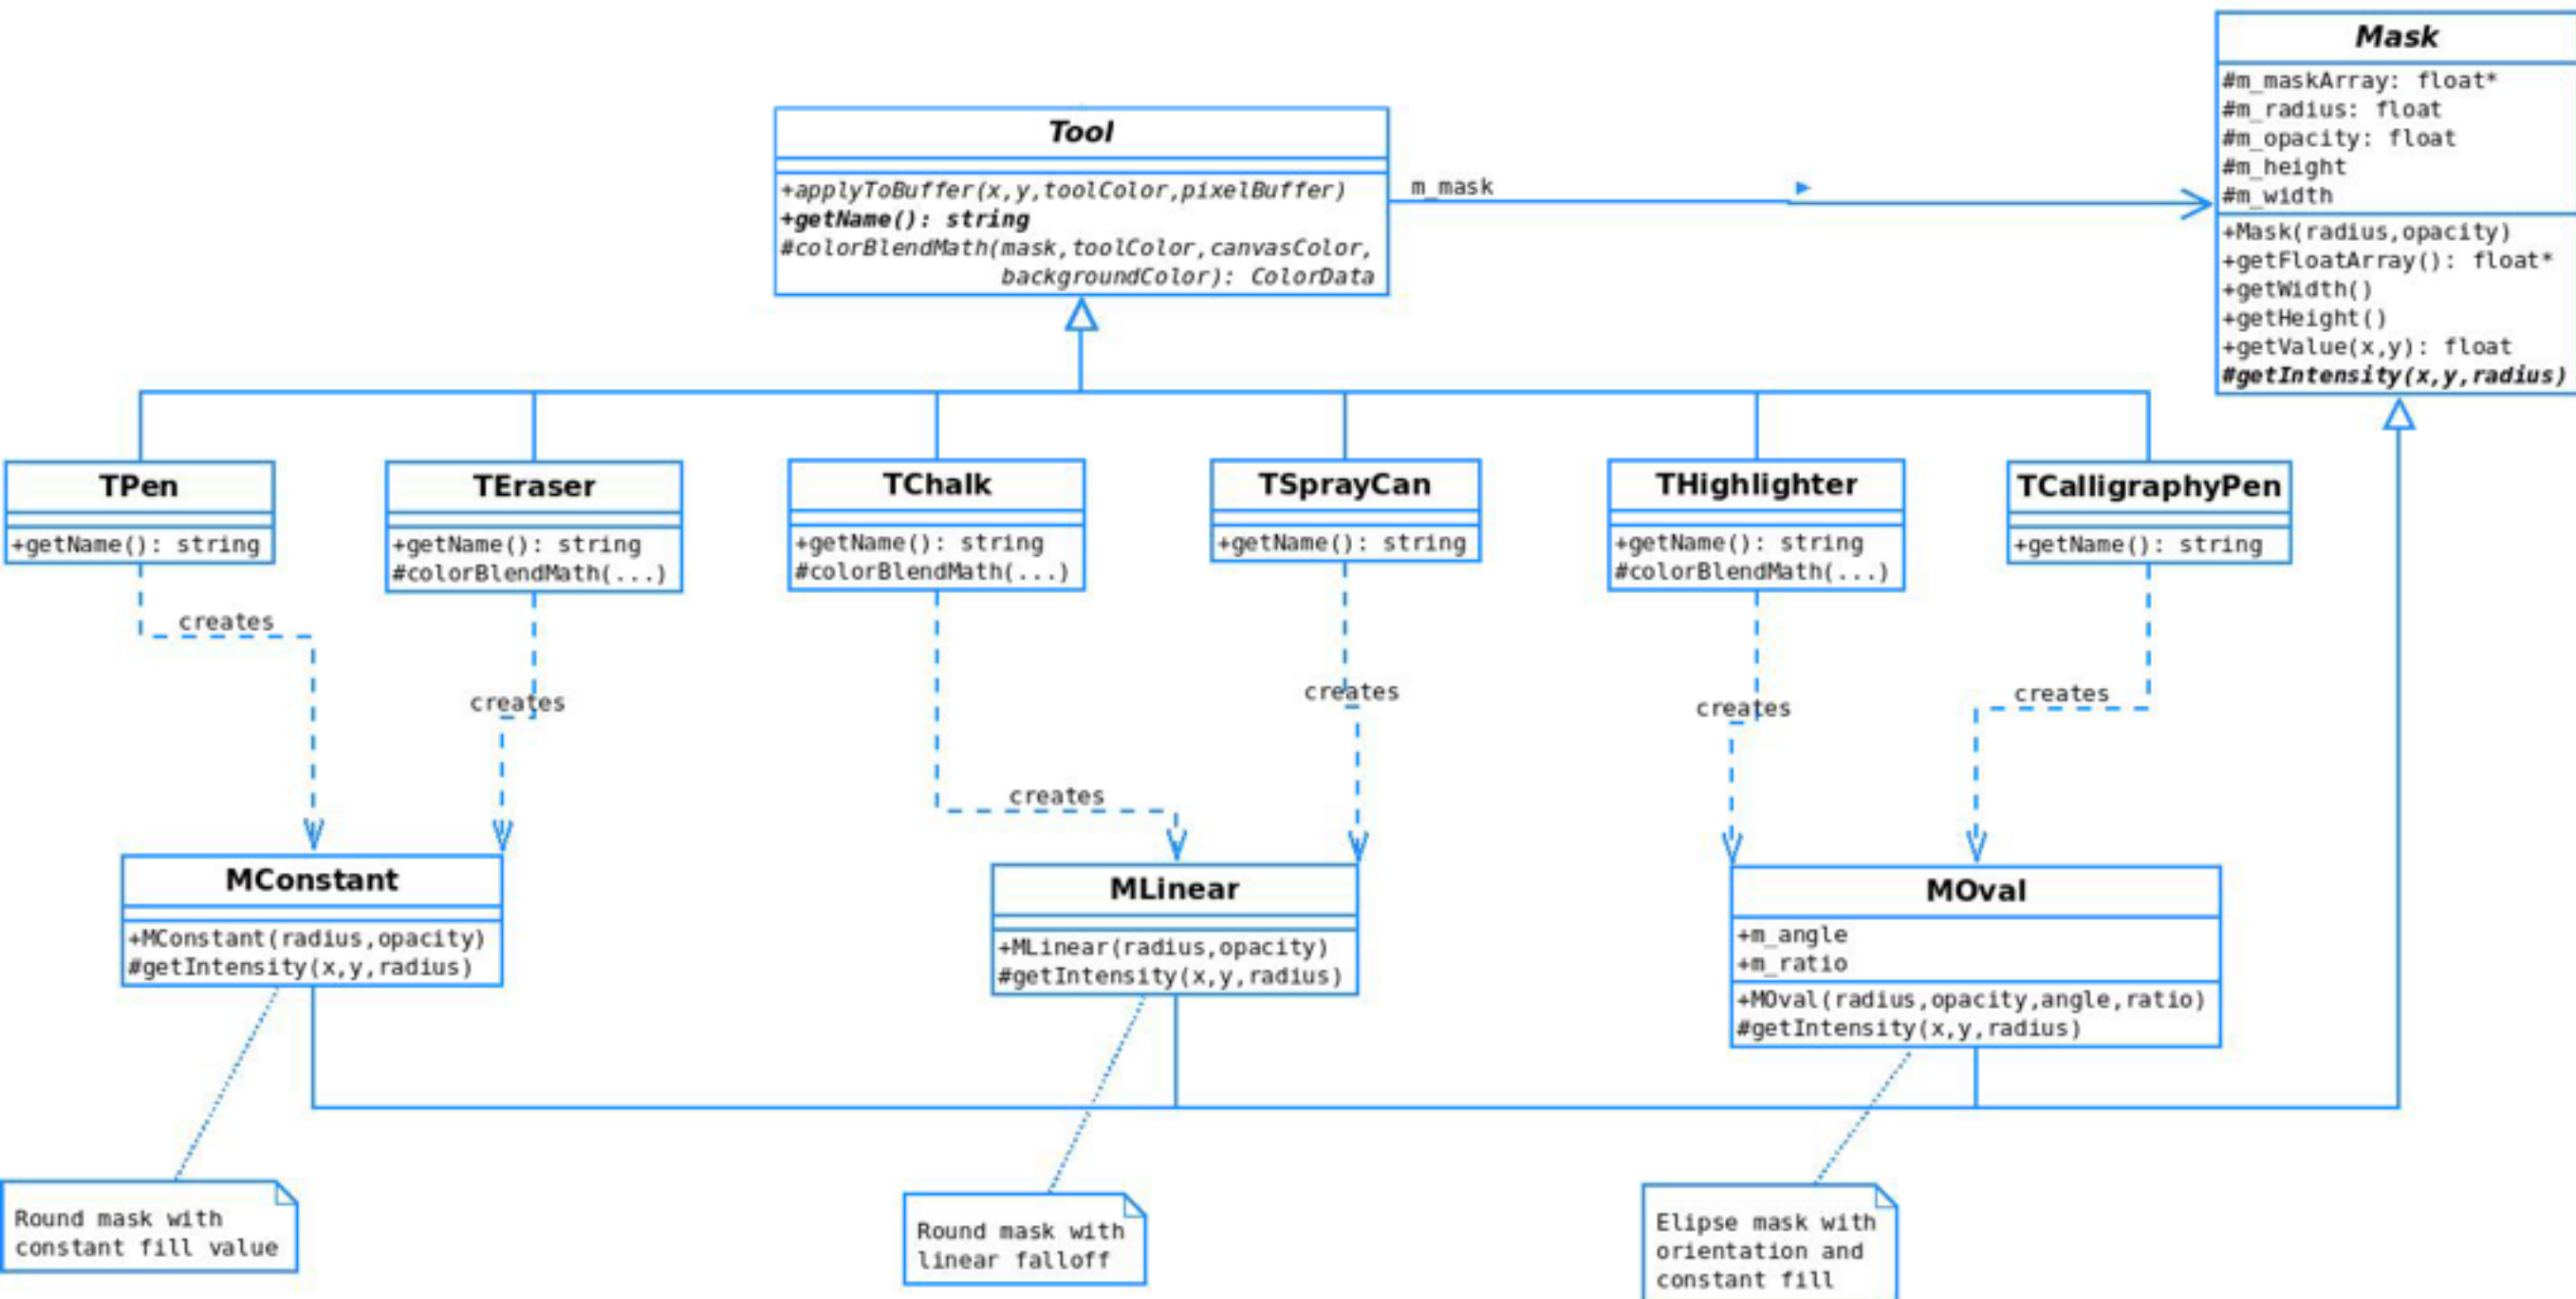 Mask
#m_maskArray: float*
#m_radius: float
#m_opacity: float
#m_height
#m_width
+Mask(radius,opacity)
+getFloatArray(): float*
+getWidth()
+getHeight()
+getValue(x,y): float
#getIntensity(x,y,radius)
Tool
+applyToBuffer(x,y,toolColor,pixelBuffer)
+getName(): string
#colorBlendMath(mask,toolColor,canvasColor,
backgroundColor): ColorData
m_mask
TPen
+getName(): string
TEraser
+getName(): string
#colorBlendMath(...)
TChalk
+getName(): string
#colorBlendMath(...)
TSprayCan
+getName(): string
THighlighter
+getName(): string
#colorBlendMath(...)
TCalligraphyPen
+getName(): string
creates
creates
creates
creates
creates
creates
MConstant
+MConstant(radius,opacity)
#getIntensity(x,y,radius)
MLinear
+MLinear(radius,opacity)
#getIntensity(x,y,radius)
MOval
+m_angle
+m_ratio
+MOval(radius,opacity,angle,ratio)
#getIntensity(x,y,radius)
Round mask with
constant fill value
Round mask with
linear falloff
Elipse mask with
orientation and
constant fill